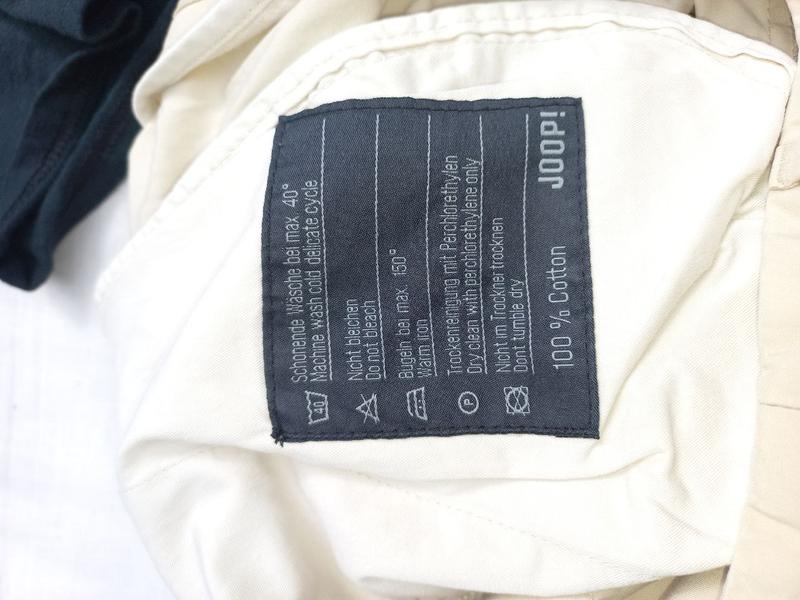 Schonende Wäsche bei max. 40°
Machine wash cold delicate cycle
40
Nicht bleichen
Do not bleach
Bügeln bei max. 150°
Warm iron
Trockenreinigung mit Perchlorethylen
Dry clean with perchlorethylene only
P
Nicht im Trockner trocknen
Dont tumble dry
100 % Cotton
JOOP!